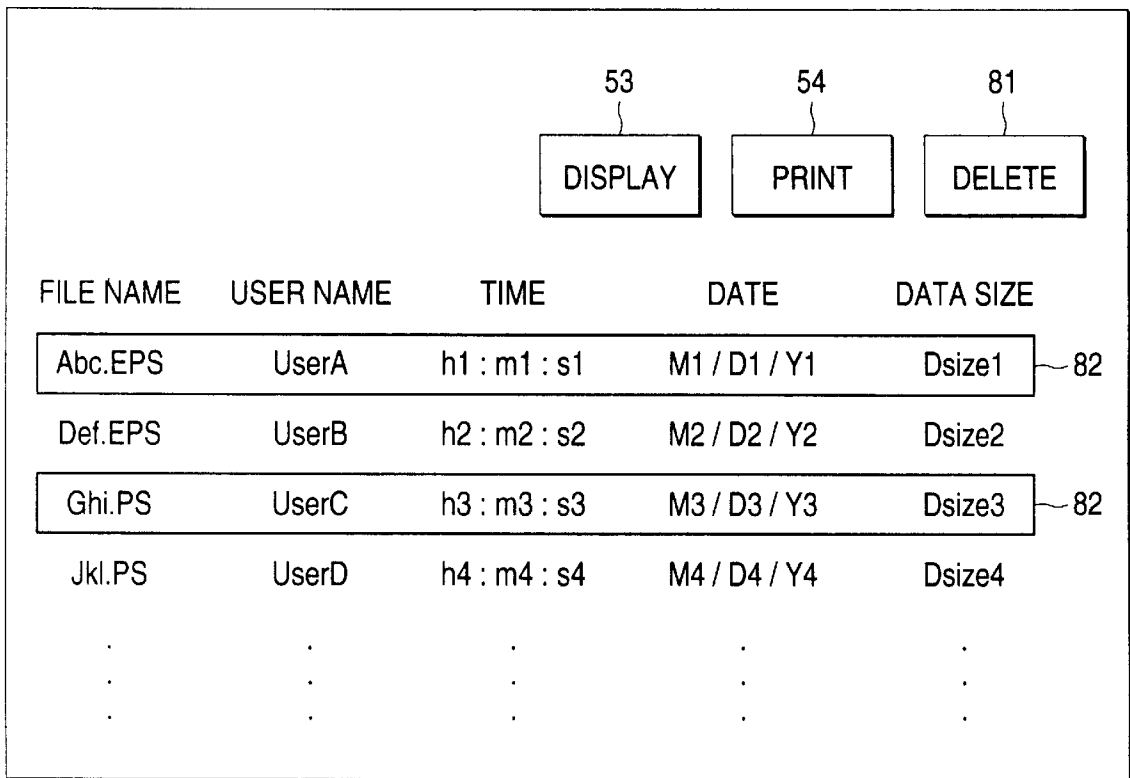 53 54 81
DISPLAY PRINT DELETE
FILE NAME USER NAME TIME DATE DATA SIZE
Abc.EPS UserA h1 : m1 : s1 M1 / D1 / Y1 Dsize1 82
Def.EPS UserB h2 : m2 : s2 M2 / D2 / Y2 Dsize2
Ghi.PS UserC h3 : m3 : s3 M3 / D3 / Y3 Dsize3 82
Jkl.PS UserD h4 : m4 : s4 M4 / D4 / Y4 Dsize4
. . . . .
. . . . .
. . . . .